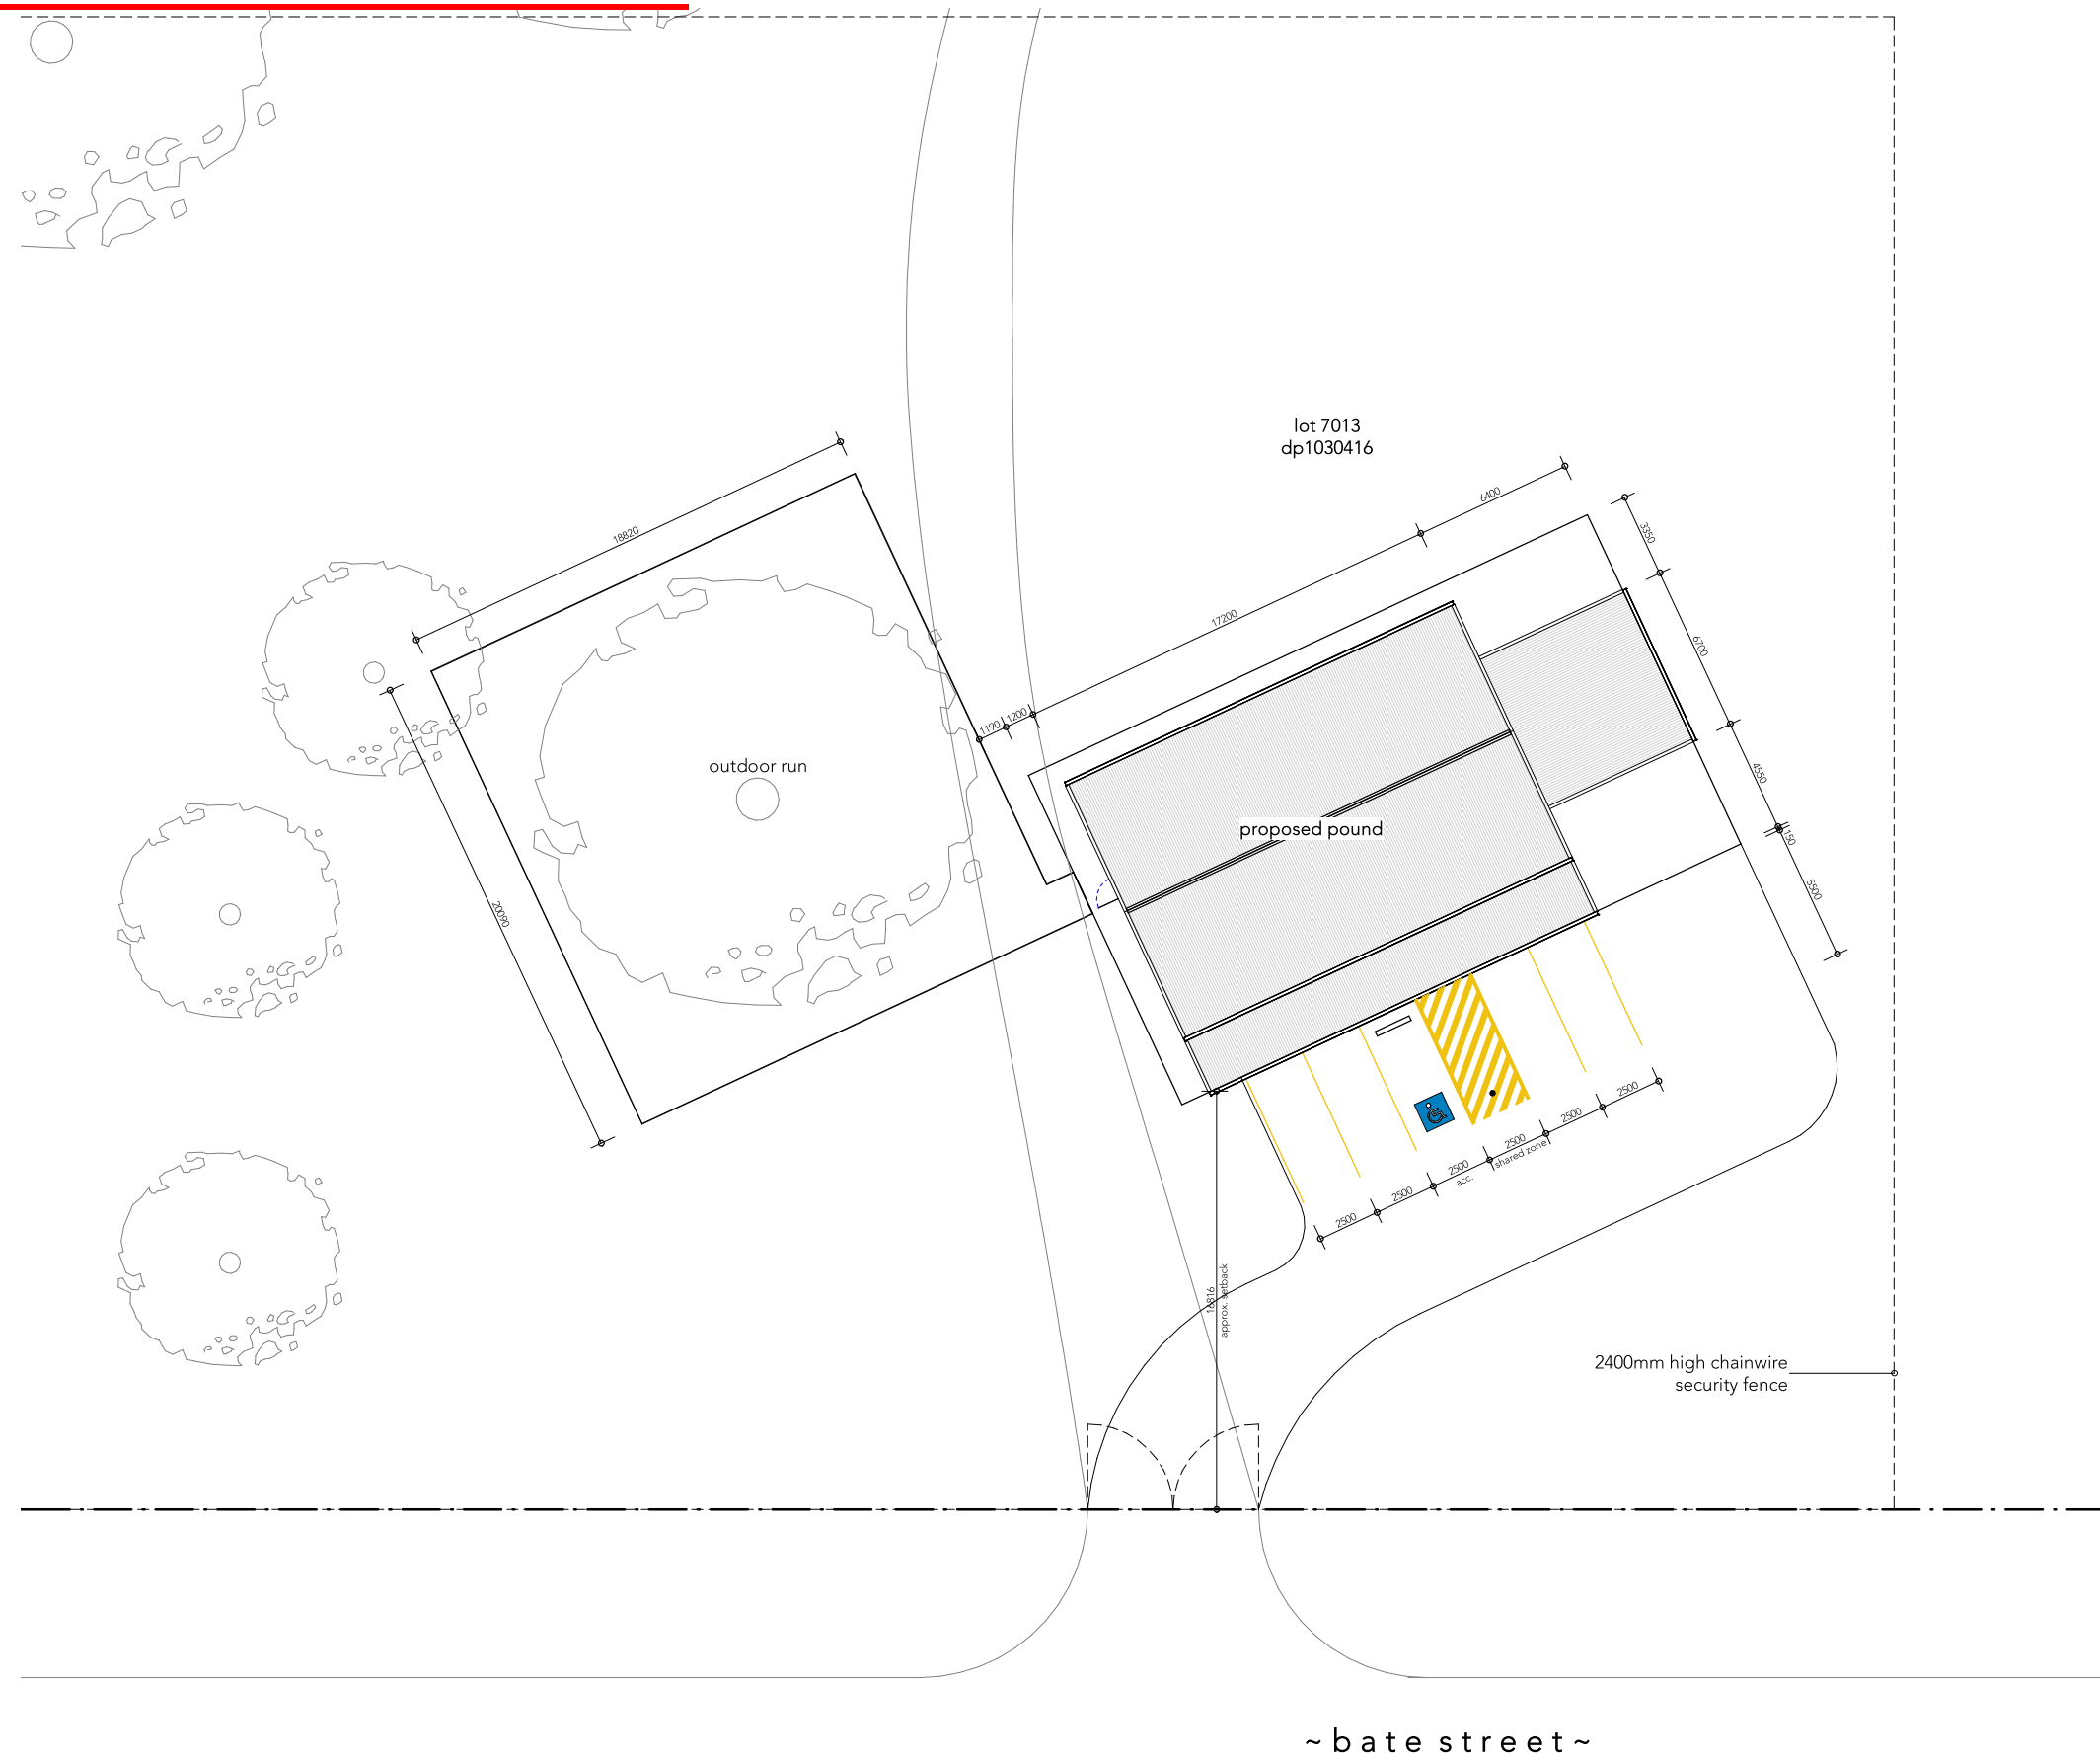 lot 7013
dp1030416
6400
3350
18820
17200
6700
1190
1200
outdoor run
4550
proposed pound
150
5500
20090
2500
2500
2500
shared zone
2500
acc.
2500
2500
16816
approx. setback
2400mm high chainwire
security fence
~bate street~